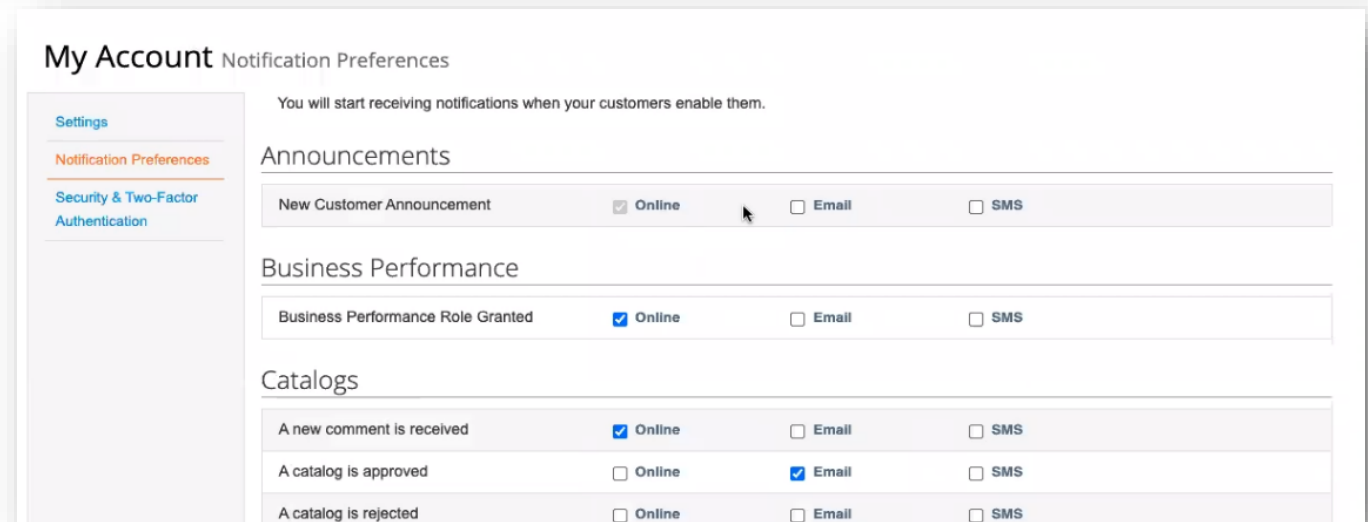 My Account Notification Preferences
You will start receiving notifications when your customers enable them.
Settings
Notification Preferences
Security & Two-Factor
Authentication
Announcements
New Customer Announcement Online Email SMS
Business Performance
Business Performance Role Granted Online Email SMS
Catalogs
A new comment is received Online Email SMS
A catalog is approved Online Email SMS
A catalog is rejected Online Email SMS